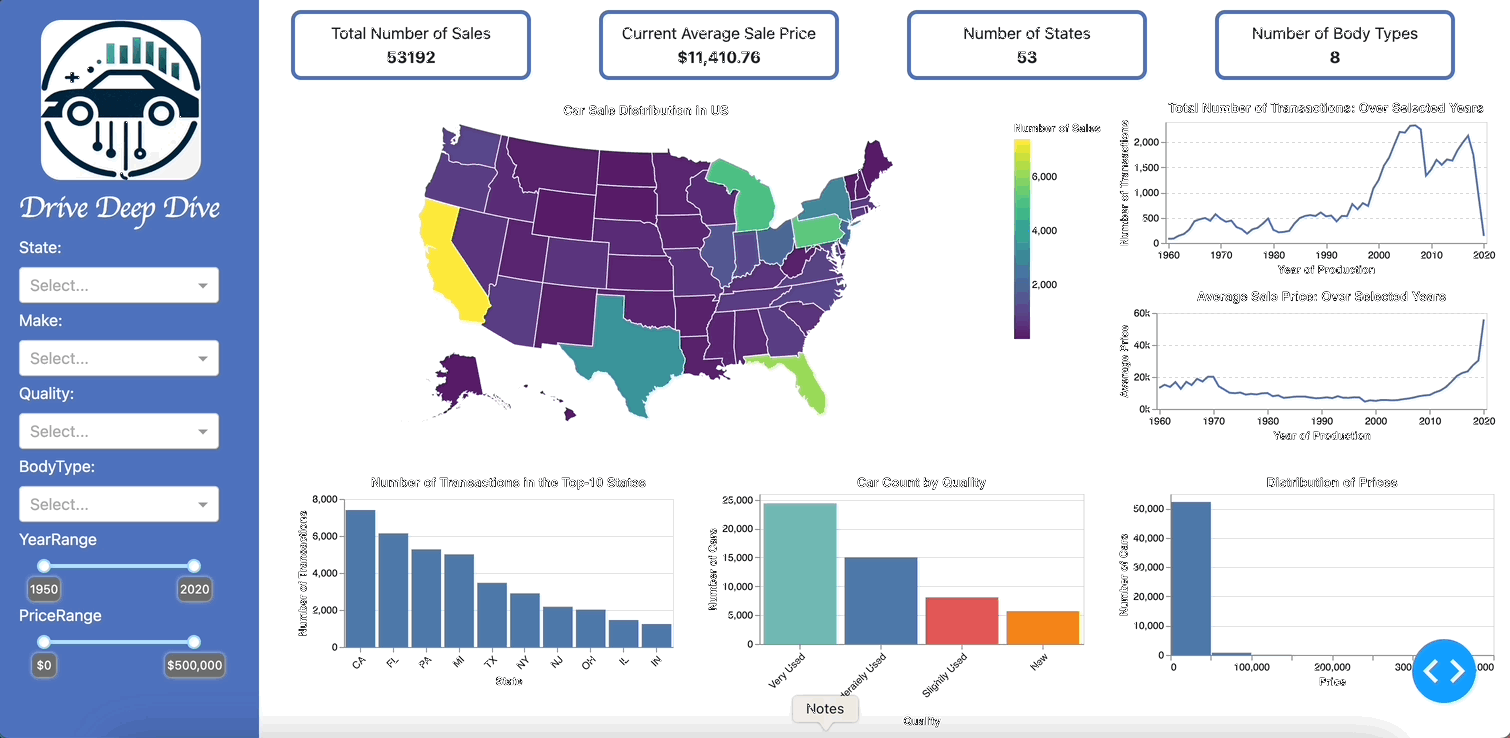 Drive Deep Dive
State:
Select...
Make:
Select...
Quality:
Select...
BodyType:
Select...
YearRange
1950 2020
PriceRange
$0 $500,000
Total Number of Sales
53192
Current Average Sale Price
$11,410.76
Number of States
53
Number of Body Types
8
Car Sale Distribution in US
Number of Sales
6,000
4,000
2,000
Total Number of Transactions: Over Selected Years
Number of Transactions
2,000
1,500
1,000
500
0
1960 1970 1980 1990 2000 2010 2020
Year of Production
Average Sale Price: Over Selected Years
Average Price
60k
40k
20k
0k
1960 1970 1980 1990 2000 2010 2020
Year of Production
Number of Transactions in the Top-10 States
Number of Transactions
8,000
6,000
4,000
2,000
0
CA FL PA MI TX NY NJ OH IL IN
State
Car Count by Quality
Number of Cars
25,000
20,000
15,000
10,000
5,000
0
Very Used
Slightly Used
New
Quality
Notes
Distribution of Prices
Number of Cars
50,000
40,000
30,000
20,000
10,000
0
0 100,000 200,000
Price